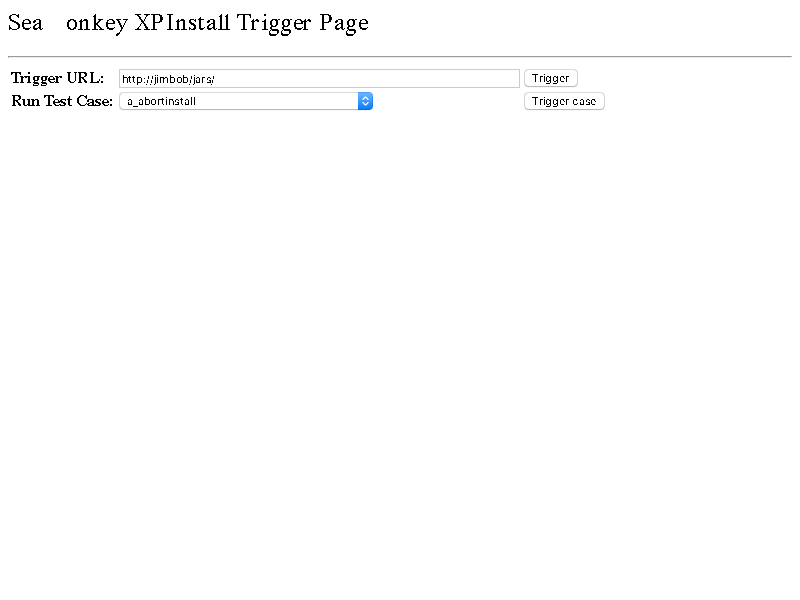 Sea onkey XPInstall Trigger Page
Trigger URL: http://jimbob/jars/ Trigger
Run Test Case: a_abortinstall Trigger case